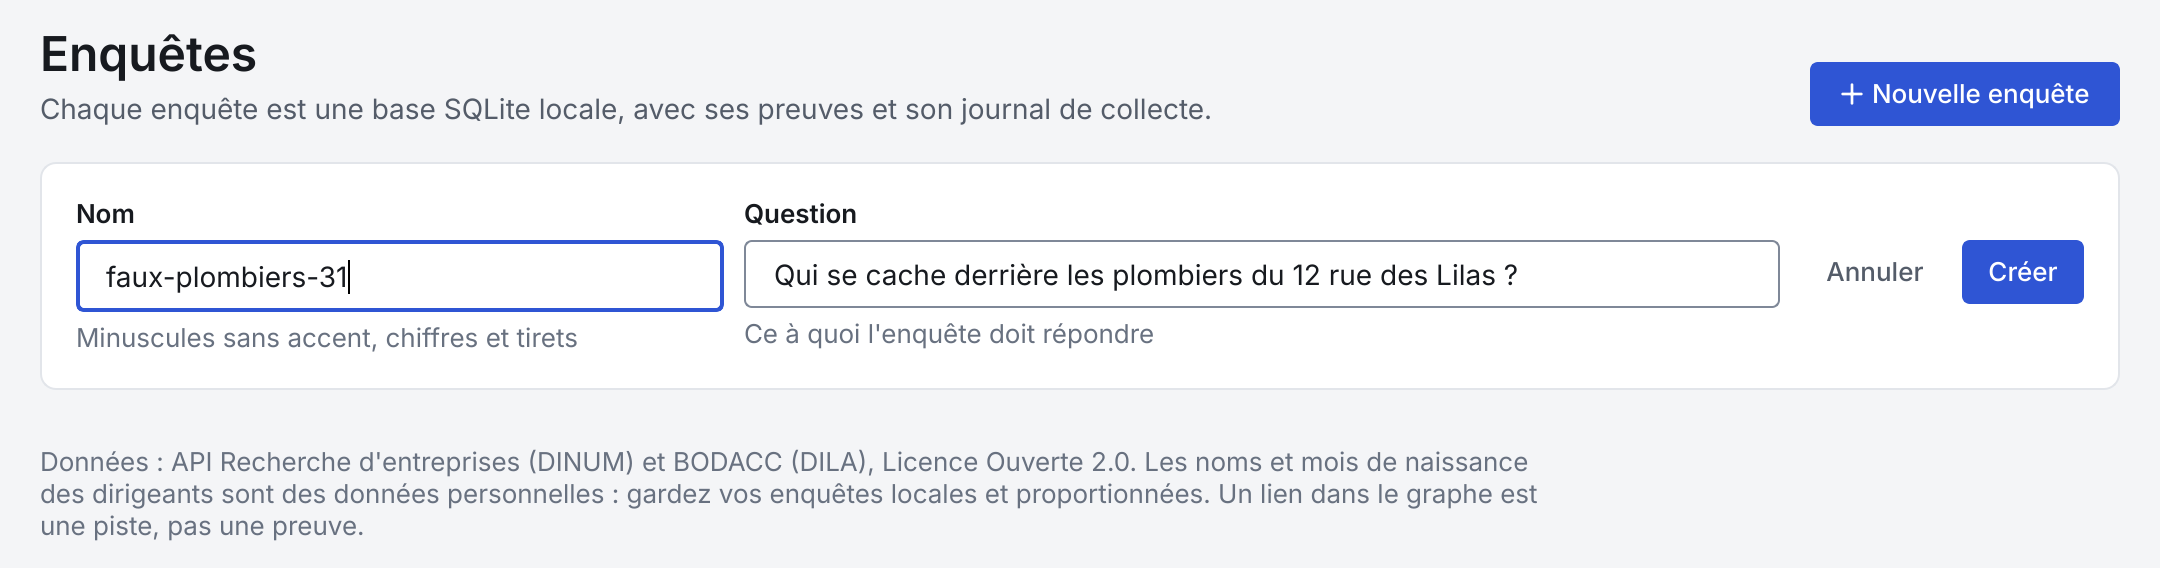 Enquêtes
Chaque enquête est une base SQLite locale, avec ses preuves et son journal de collecte.
+ Nouvelle enquête
Nom
faux-plombiers-31
Minuscules sans accent, chiffres et tirets
Question
Qui se cache derrière les plombiers du 12 rue des Lilas ?
Ce à quoi l'enquête doit répondre
Annuler
Créer
Données : API Recherche d'entreprises (DINUM) et BODACC (DILA), Licence Ouverte 2.0. Les noms et mois de naissance
des dirigeants sont des données personnelles : gardez vos enquêtes locales et proportionnées. Un lien dans le graphe est
une piste, pas une preuve.